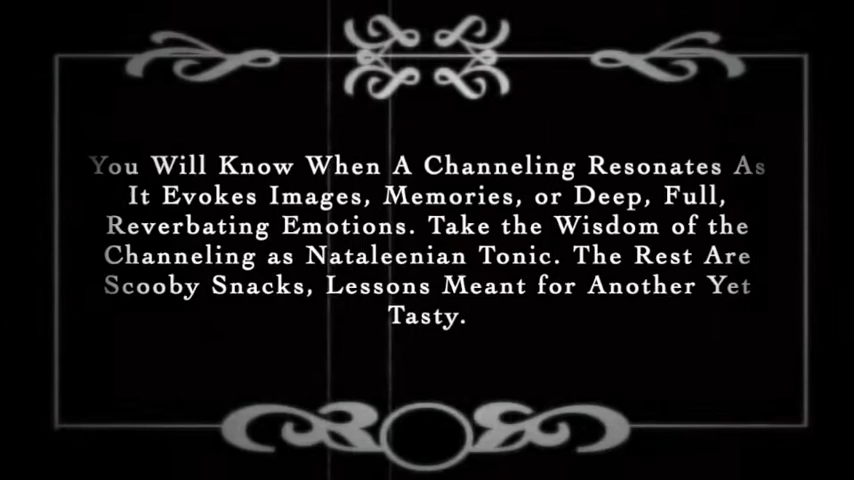 You Will Know When A Channeling Resonates As
It Evokes Images, Memories, or Deep, Full,
Reverbating Emotions. Take the Wisdom of the
Channeling as Nataleenian Tonic. The Rest Are
Scooby Snacks, Lessons Meant for Another Yet
Tasty.